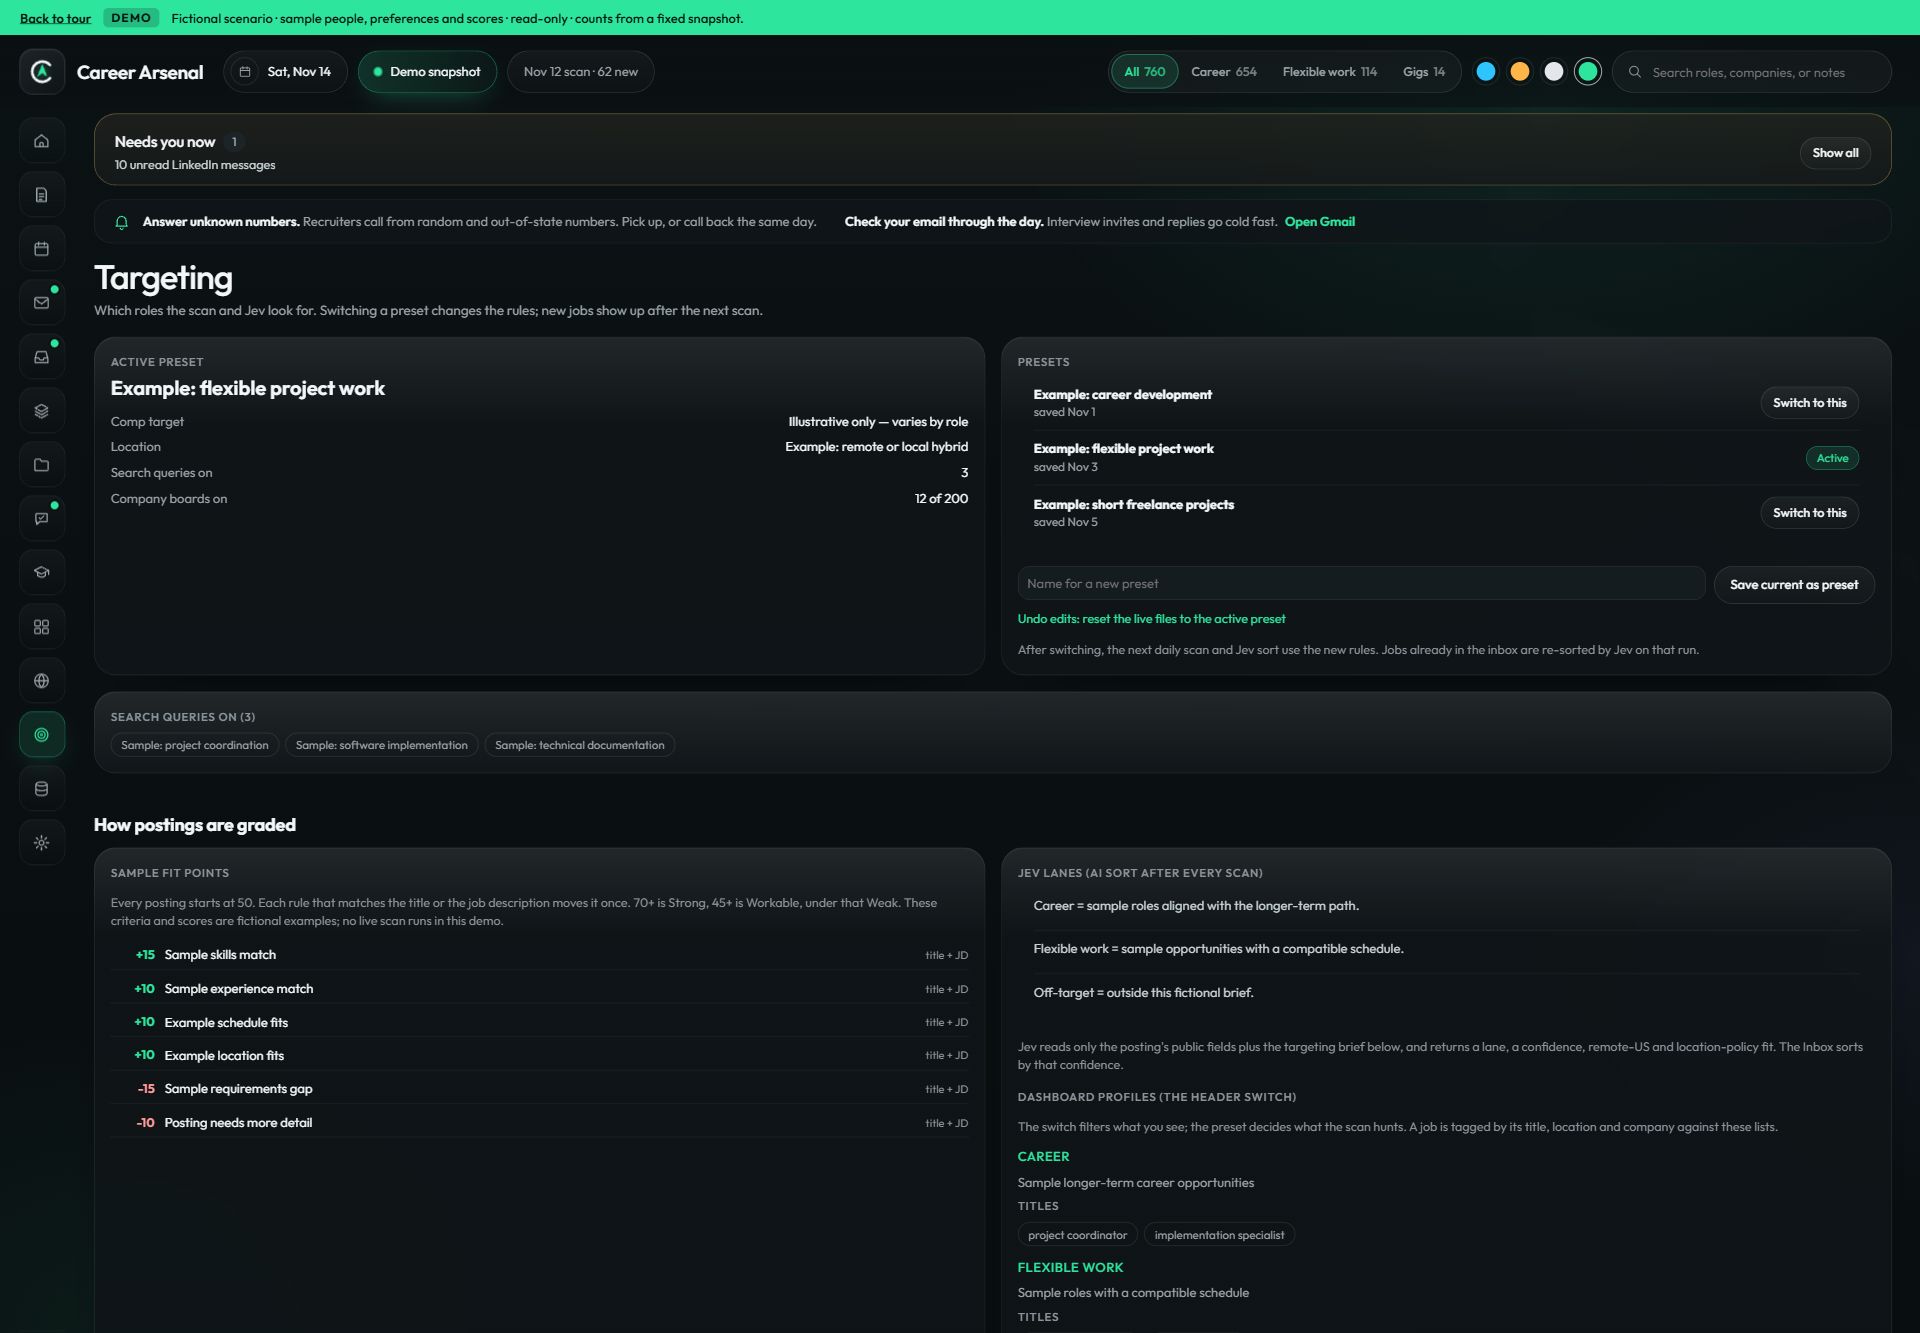 Back to tour DEMO Fictional scenario · sample people, preferences and scores · read-only · counts from a fixed snapshot.
Career Arsenal
Sat, Nov 14
Demo snapshot
Nov 12 scan · 62 new
All 760
Career 654
Flexible work 114
Gigs 14
Search roles, companies, or notes
Needs you now 1
10 unread LinkedIn messages
Show all
Answer unknown numbers. Recruiters call from random and out-of-state numbers. Pick up, or call back the same day.
Check your email through the day. Interview invites and replies go cold fast. Open Gmail
Targeting
Which roles the scan and Jev look for. Switching a preset changes the rules; new jobs show up after the next scan.
ACTIVE PRESET
Example: flexible project work
Comp target Illustrative only — varies by role
Location Example: remote or local hybrid
Search queries on 3
Company boards on 12 of 200
PRESETS
Example: career development
saved Nov 1
Switch to this
Example: flexible project work
saved Nov 3
Active
Example: short freelance projects
saved Nov 5
Switch to this
Name for a new preset
Save current as preset
Undo edits: reset the live files to the active preset
After switching, the next daily scan and Jev sort use the new rules. Jobs already in the inbox are re-sorted by Jev on that run.
SEARCH QUERIES ON (3)
Sample: project coordination
Sample: software implementation
Sample: technical documentation
How postings are graded
SAMPLE FIT POINTS
Every posting starts at 50. Each rule that matches the title or the job description moves it once. 70+ is Strong, 45+ is Workable, under that Weak. These
criteria and scores are fictional examples; no live scan runs in this demo.
+15 Sample skills match title + JD
+10 Sample experience match title + JD
+10 Example schedule fits title + JD
+10 Example location fits title + JD
-15 Sample requirements gap title + JD
-10 Posting needs more detail title + JD
JEV LANES (AI SORT AFTER EVERY SCAN)
Career = sample roles aligned with the longer-term path.
Flexible work = sample opportunities with a compatible schedule.
Off-target = outside this fictional brief.
Jev reads only the posting's public fields plus the targeting brief below, and returns a lane, a confidence, remote-US and location-policy fit. The Inbox sorts
by that confidence.
DASHBOARD PROFILES (THE HEADER SWITCH)
The switch filters what you see; the preset decides what the scan hunts. A job is tagged by its title, location and company against these lists.
CAREER
Sample longer-term career opportunities
TITLES
project coordinator
implementation specialist
FLEXIBLE WORK
Sample roles with a compatible schedule
TITLES